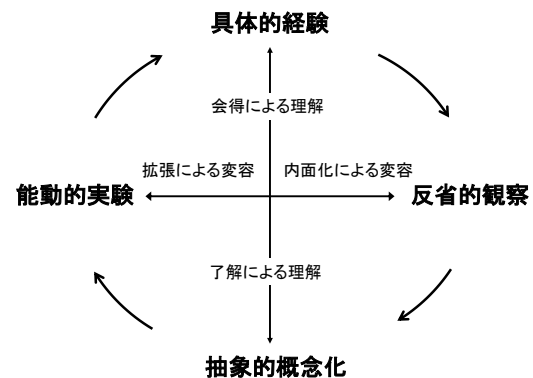 具体的経験
会得による理解
拡張による変容
内面化による変容
能動的実験
反省的観察
了解による理解
抽象的概念化